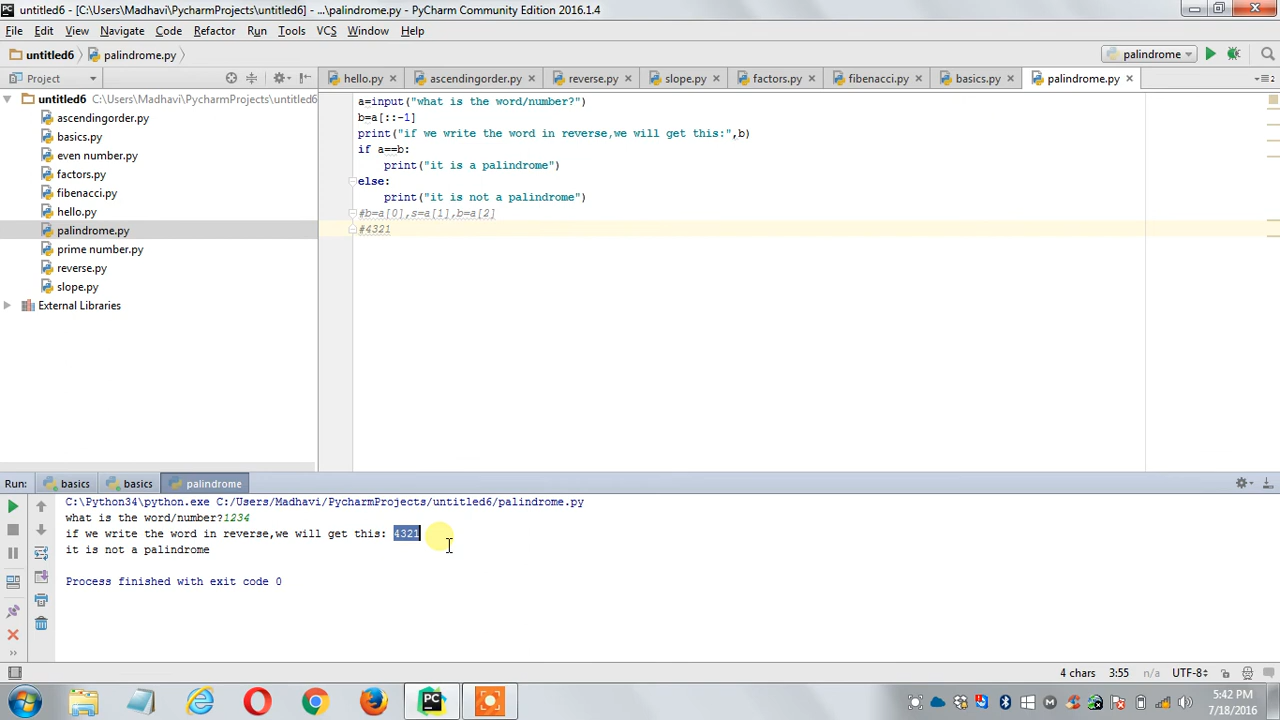 untitled6 - [C:\Users\Madhavi\PycharmProjects\untitled6] - ...\palindrome.py - PyCharm Community Edition 2016.1.4
File Edit View Navigate Code Refactor Run Tools VCS Window Help
untitled6 palindrome.py palindrome
Project hello.py ascendingorder.py reverse.py slope.py factors.py fibenacci.py basics.py palindrome.py
untitled6 C:\Users\Madhavi\PycharmProjects\untitled6
ascendingorder.py
basics.py
even number.py
factors.py
fibenacci.py
hello.py
palindrome.py
prime number.py
reverse.py
slope.py
External Libraries
a=input("what is the word/number?")
b=a[::-1]
print("if we write the word in reverse,we will get this:",b)
if a==b:
print("it is a palindrome")
else:
print("it is not a palindrome")
#b=a[0],s=a[1],b=a[2]
#4321
Run: basics basics palindrome
C:\Python34\python.exe C:/Users/Madhavi/PycharmProjects/untitled6/palindrome.py
what is the word/number?1234
if we write the word in reverse,we will get this: 4321
it is not a palindrome
Process finished with exit code 0
4 chars 3:55 n/a UTF-8
5:42 PM
7/18/2016